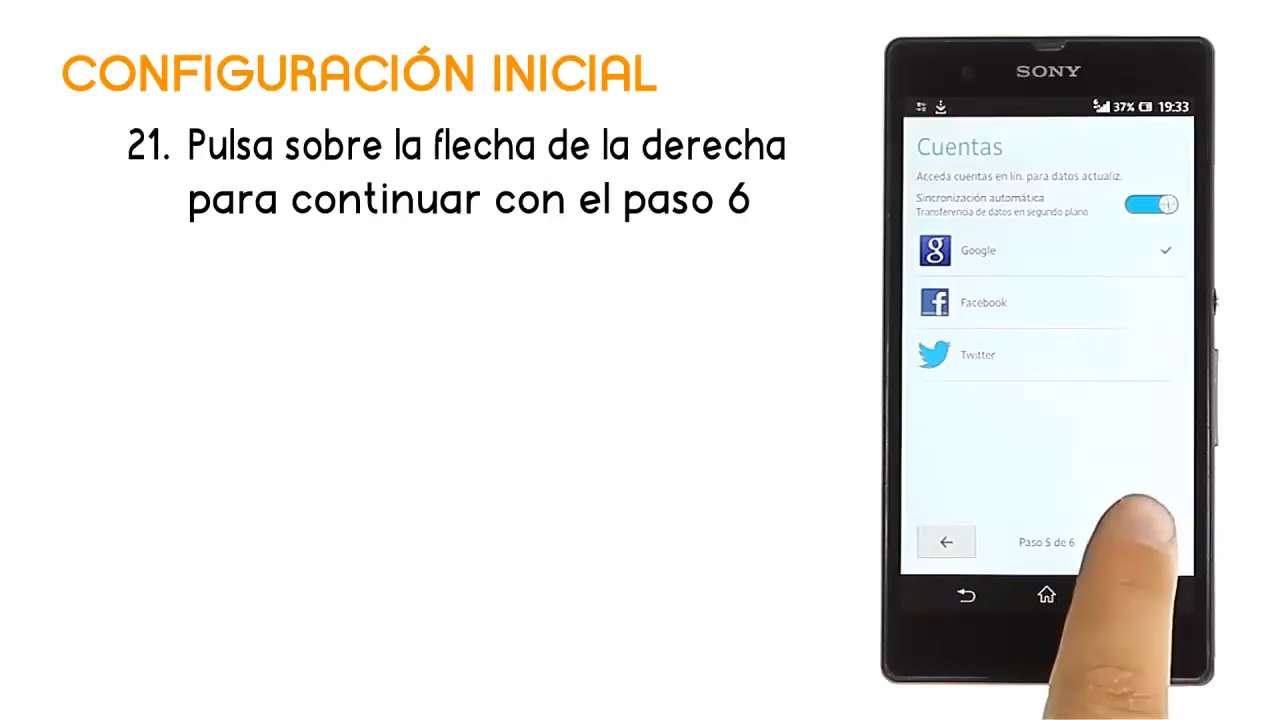 CONFIGURACIÓN INICIAL
21. Pulsa sobre la flecha de la derecha
para continuar con el paso 6
SONY
37% 19:33
Cuentas
Acceda cuentas en lín. para datos actualiz.
Sincronización automática
Transferencia de datos en segundo plano
Google
Facebook
Twitter
Paso 5 de 6